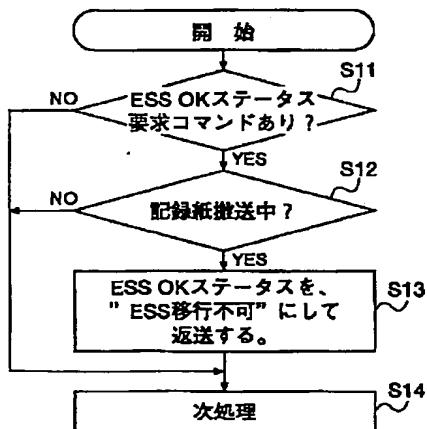 開 始
S11
NO
ESS OKステータス
要求コマンドあり?
YES
S12
NO
記録紙搬送中?
YES
ESS OKステータスを、
"ESS移行不可"にして
返送する。
S13
S14
次処理